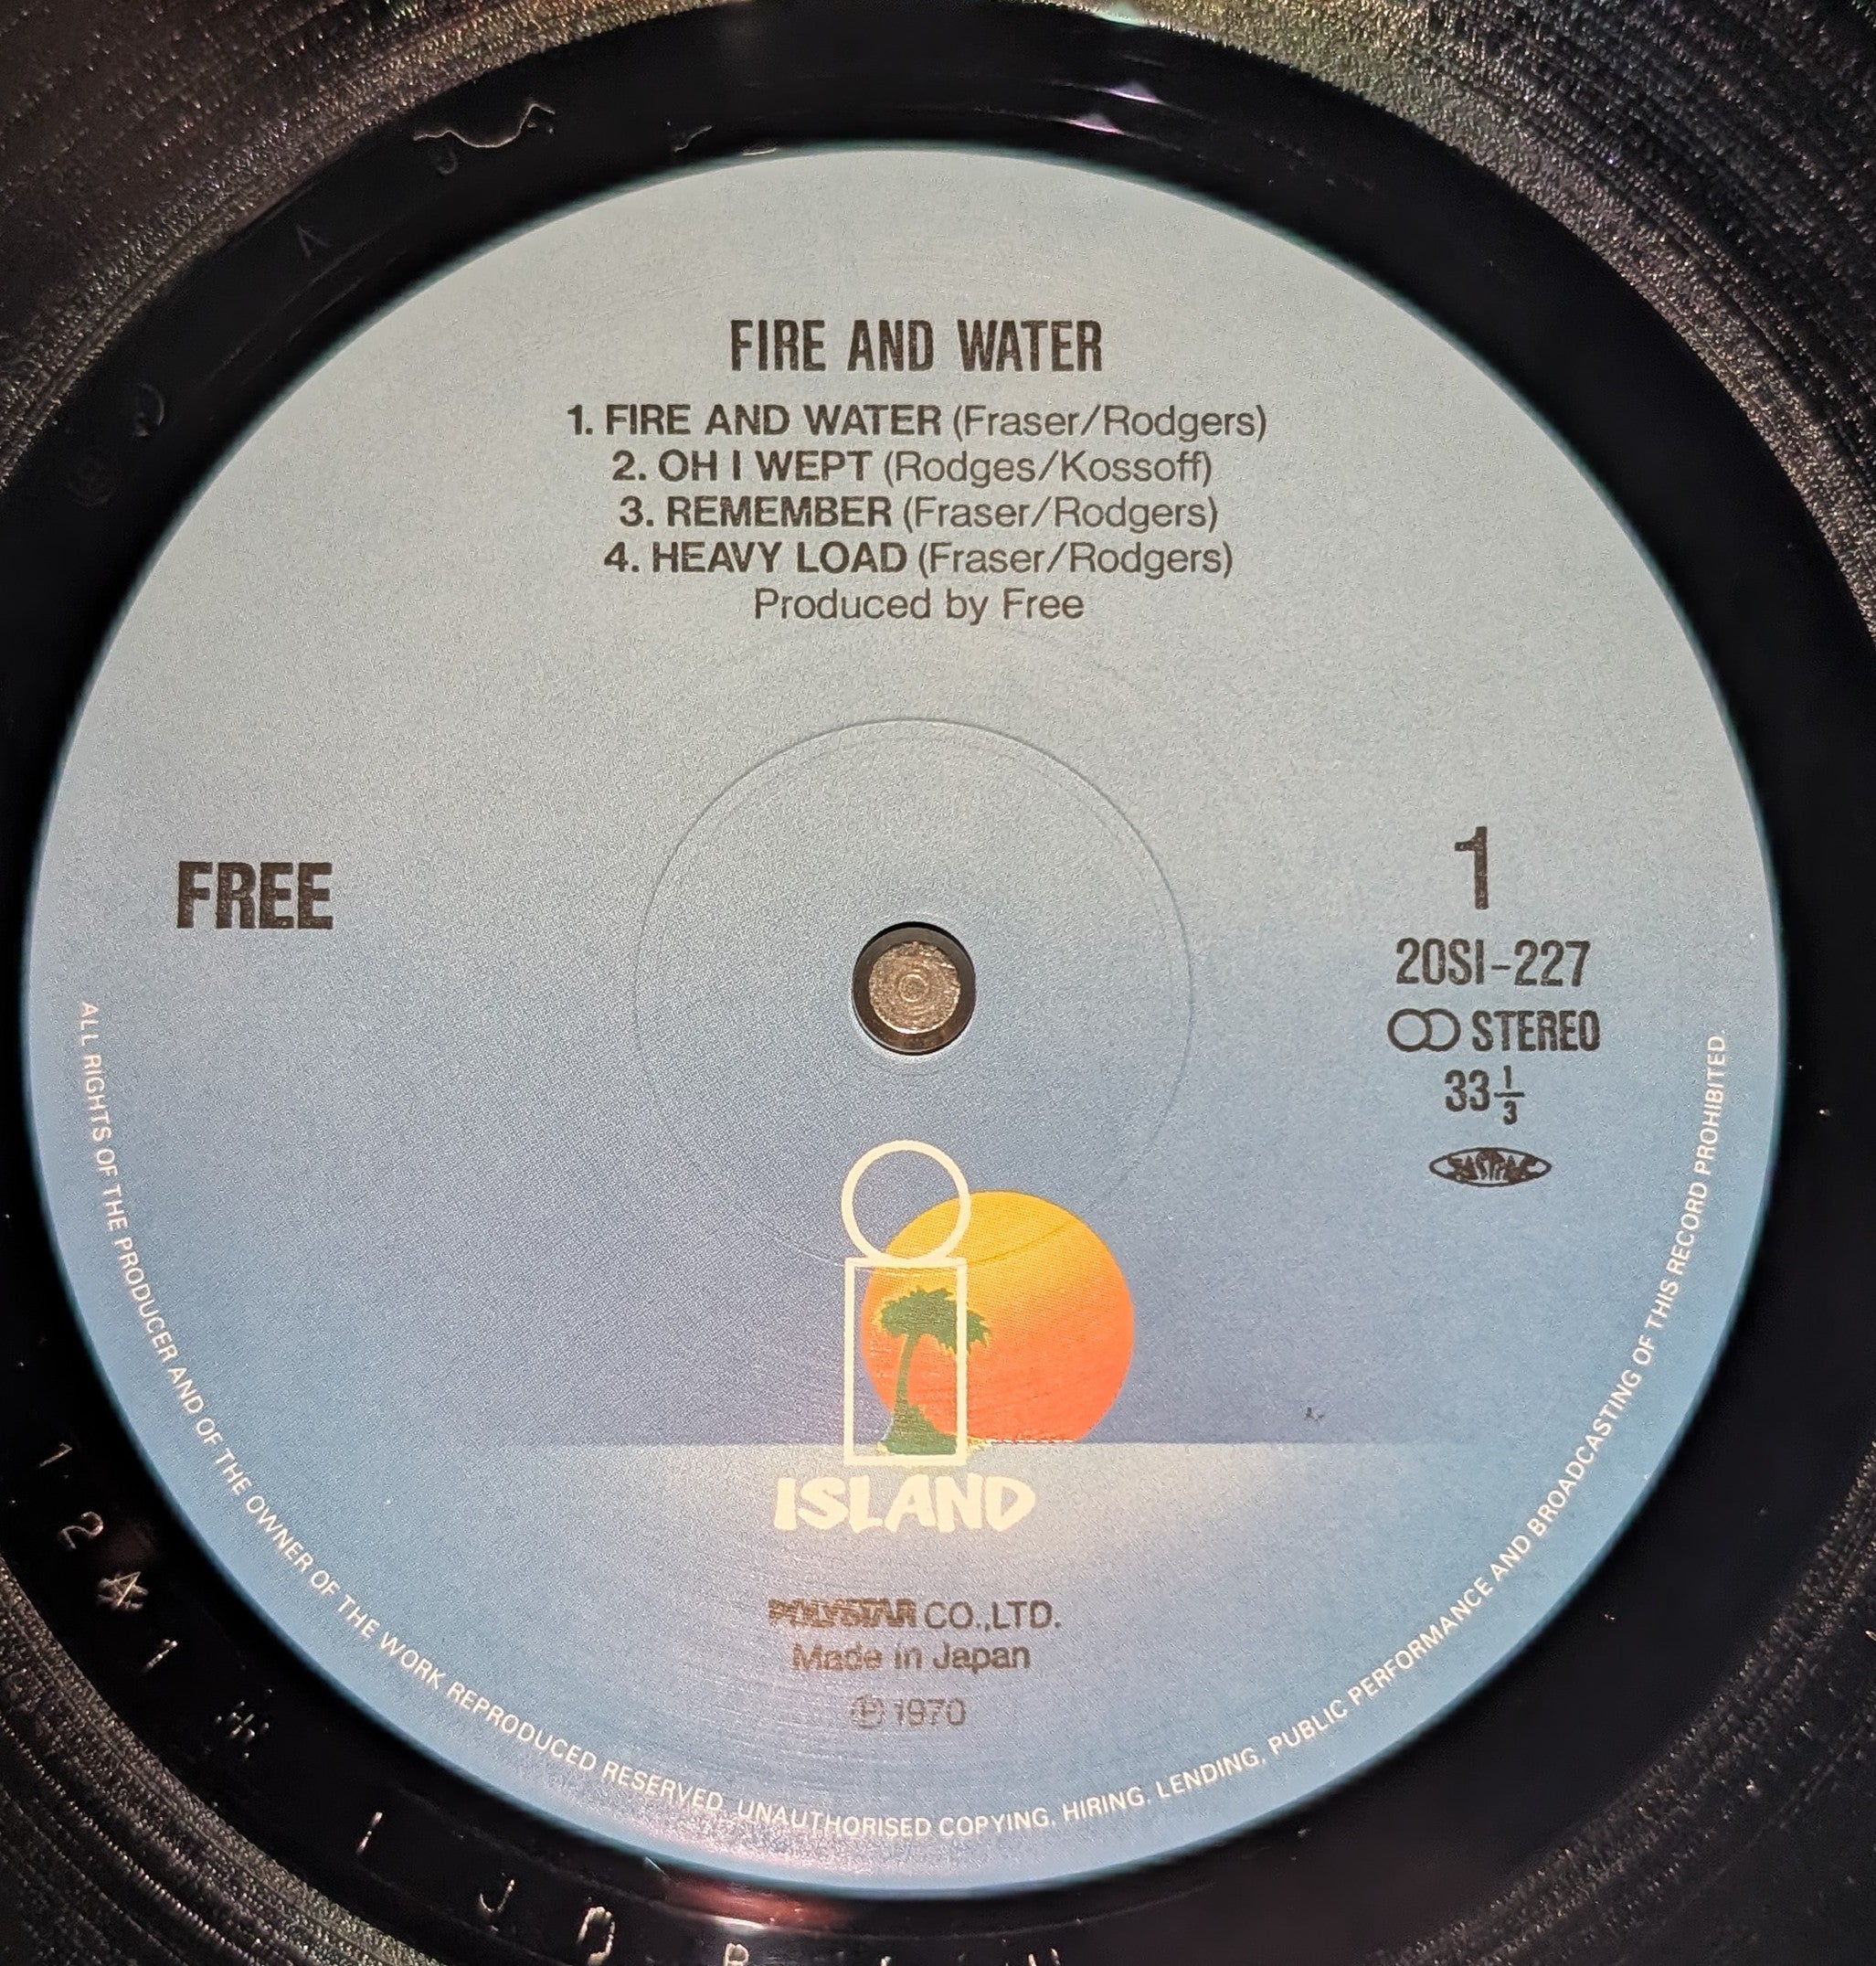 FIRE AND WATER
1. FIRE AND WATER (Fraser/Rodgers)
2. OH I WEPT (Rodges/Kossoff)
3. REMEMBER (Fraser/Rodgers)
4. HEAVY LOAD (Fraser/Rodgers)
Produced by Free
FREE
1
20SI-227
STEREO
33 1/3
ISLAND
POLYSTAR CO.,LTD.
Made in Japan
Ⓟ 1970
ALL RIGHTS OF THE PRODUCER AND OF THE OWNER OF THE WORK REPRODUCED RESERVED. UNAUTHORISED COPYING, HIRING, LENDING, PUBLIC PERFORMANCE AND BROADCASTING OF THIS RECORD PROHIBITED.